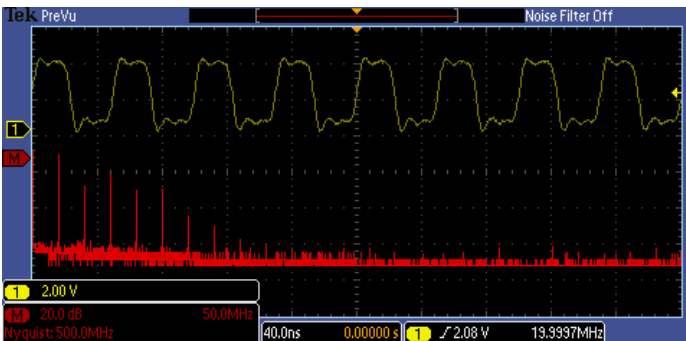 Tek PreVu Noise Filter Off
1
M
1 2.00 V
M 20.0 dB 50.0MHz
Nyquist: 500.0MHz
40.0ns 0.00000 s 1 2.08 V 19.9997MHz